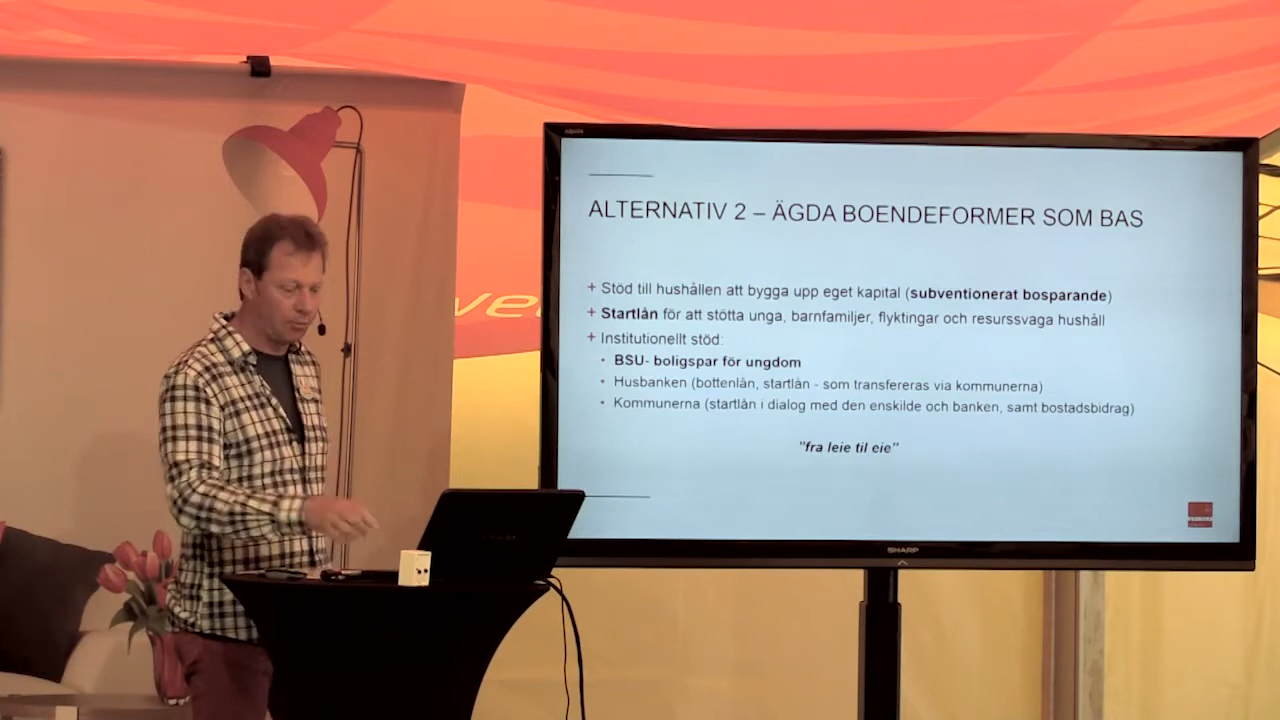 ALTERNATIV 2 – ÄGDA BOENDEFORMER SOM BAS
+ Stöd till hushållen att bygga upp eget kapital (subventionerat bosparande)
+ Startlån för att stötta unga, barnfamiljer, flyktingar och resurssvaga hushåll
+ Institutionellt stöd:
• BSU- boligspar för ungdom
• Husbanken (bottenlån, startlån - som transfereras via kommunerna)
• Kommunerna (startlån i dialog med den enskilde och banken, samt bostadsbidrag)
"fra leie til eie"
SHARP